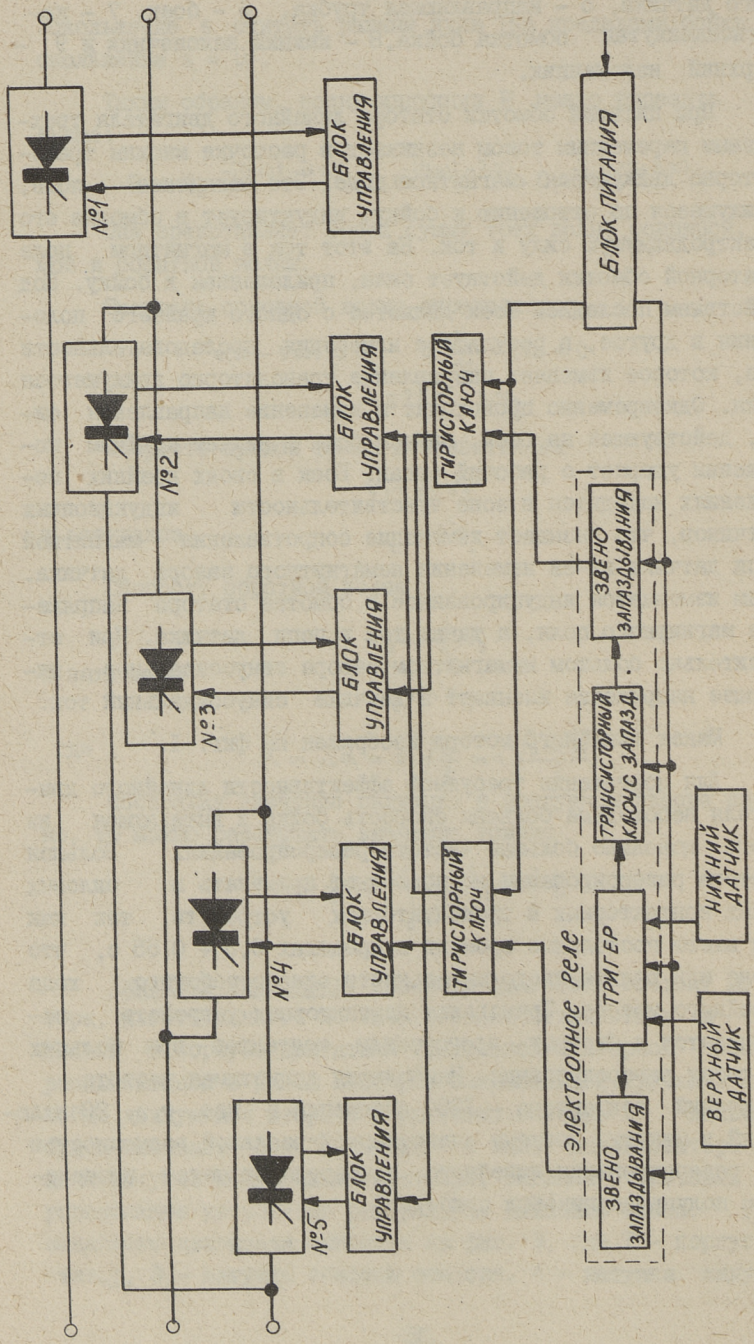 №1
№2
№3
№4
№5
БЛОК
УПРАВЛЕНИЯ
БЛОК
УПРАВЛЕНИЯ
БЛОК
УПРАВЛЕНИЯ
БЛОК
УПРАВЛЕНИЯ
БЛОК
УПРАВЛЕНИЯ
ТИРИСТОРНЫЙ
КЛЮЧ
ТИРИСТОРНЫЙ
КЛЮЧ
ЭЛЕКТРОННОЕ РЕЛЕ
БЛОК ПИТАНИЯ
ЗВЕНО
ЗАПАЗДЫВАНИЯ
ТРИГЕР
ТРАНЗИСТОРНЫЙ
КЛЮЧ С ЗАПАЗД.
ЗВЕНО
ЗАПАЗДЫВАНИЯ
ВЕРХНЫЙ
ДАТЧИК
НИЖНИЙ
ДАТЧИК